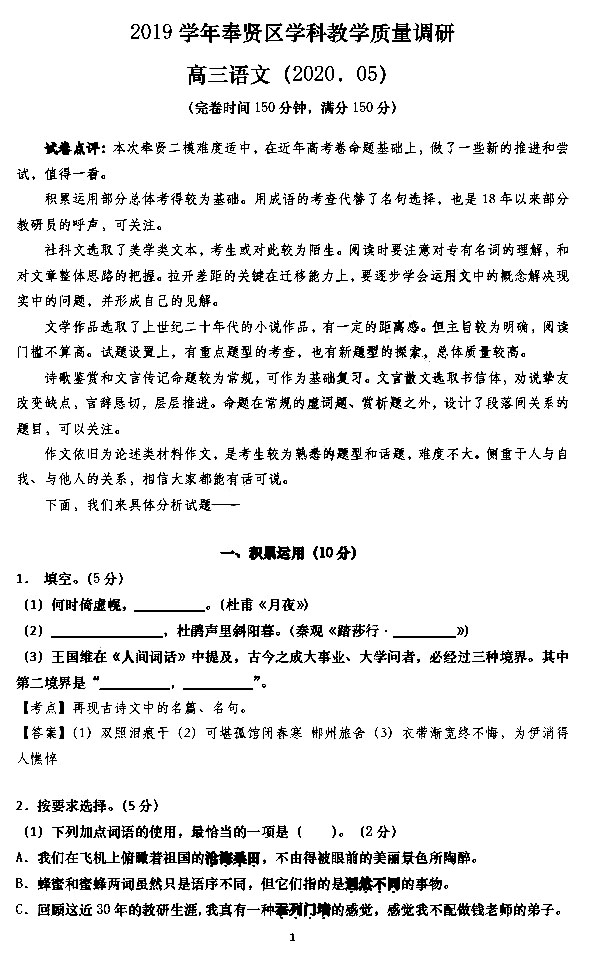 2019 学年奉贤区学科教学质量调研
高三语文（2020．05）
（完卷时间 150 分钟，满分 150 分）
试卷点评：本次奉贤二模难度适中，在近年高考卷命题基础上，做了一些新的推进和尝
试，值得一看。
积累运用部分总体考得较为基础。用成语的考查代替了名句选择，也是 18 年以来部分
教研员的呼声，可关注。
社科文选取了美学类文本，考生或对此较为陌生。阅读时要注意对专有名词的理解，和
对文章整体思路的把握。拉开差距的关键在迁移能力上，要逐步学会运用文中的概念解决现
实中的问题，并形成自己的见解。
文学作品选取了上世纪二十年代的小说作品，有一定的距离感。但主旨较为明确，阅读
门槛不算高。试题设置上，有重点题型的考查，也有新题型的探索，总体质量较高。
诗歌鉴赏和文言传记命题较为常规，可作为基础复习。文言散文选取书信体，劝说挚友
改变缺点，言辞恳切，层层推进。命题在常规的虚词题、赏析题之外，设计了段落间关系的
题目，可以关注。
作文依旧为论述类材料作文，是考生较为熟悉的题型和话题，难度不大。侧重于人与自
我、与他人的关系，相信大家都能有话可说。
下面，我们来具体分析试题——
一、积累运用（10 分）
1． 填空。（5 分）
（1）何时倚虚幌，__________。（杜甫《月夜》）
（2）________________，杜鹃声里斜阳暮。（秦观《踏莎行·_________》）
（3）王国维在《人间词话》中提及，古今之成大事业、大学问者，必经过三种境界。其中
第二境界是“__________，__________”。
【考点】再现古诗文中的名篇、名句。
【答案】（1）双照泪痕干（2）可堪孤馆闭春寒 郴州旅舍（3）衣带渐宽终不悔，为伊消得
人憔悴
2．按要求选择。（5 分）
（1）下列加点词语的使用，最恰当的一项是（ ）。（2 分）
A．我们在飞机上俯瞰着祖国的沧海桑田，不由得被眼前的美丽景色所陶醉。
B．蜂蜜和蜜蜂两词虽然只是语序不同，但它们指的是迥然不同的事物。
C．回顾这近 30 年的教研生涯,我真有一种忝列门墙的感觉，感觉我不配做钱老师的弟子。
1